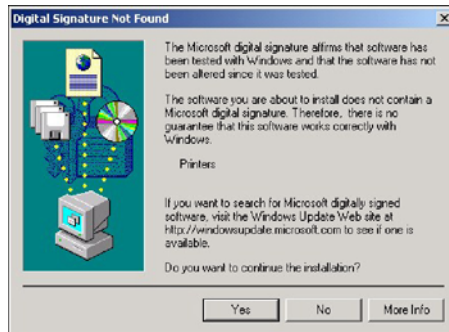 Digital Signature Not Found
The Microsoft digital signature affirms that software has
been tested with Windows and that the software has not
been altered since it was tested.
The software you are about to install does not contain a
Microsoft digital signature. Therefore, there is no
guarantee that this software works correctly with
Windows.
Printers
If you want to search for Microsoft digitally signed
software, visit the Windows Update Web site at
http://windowsupdate.microsoft.com to see if one is
available.
Do you want to continue the installation?
Yes
No
More Info